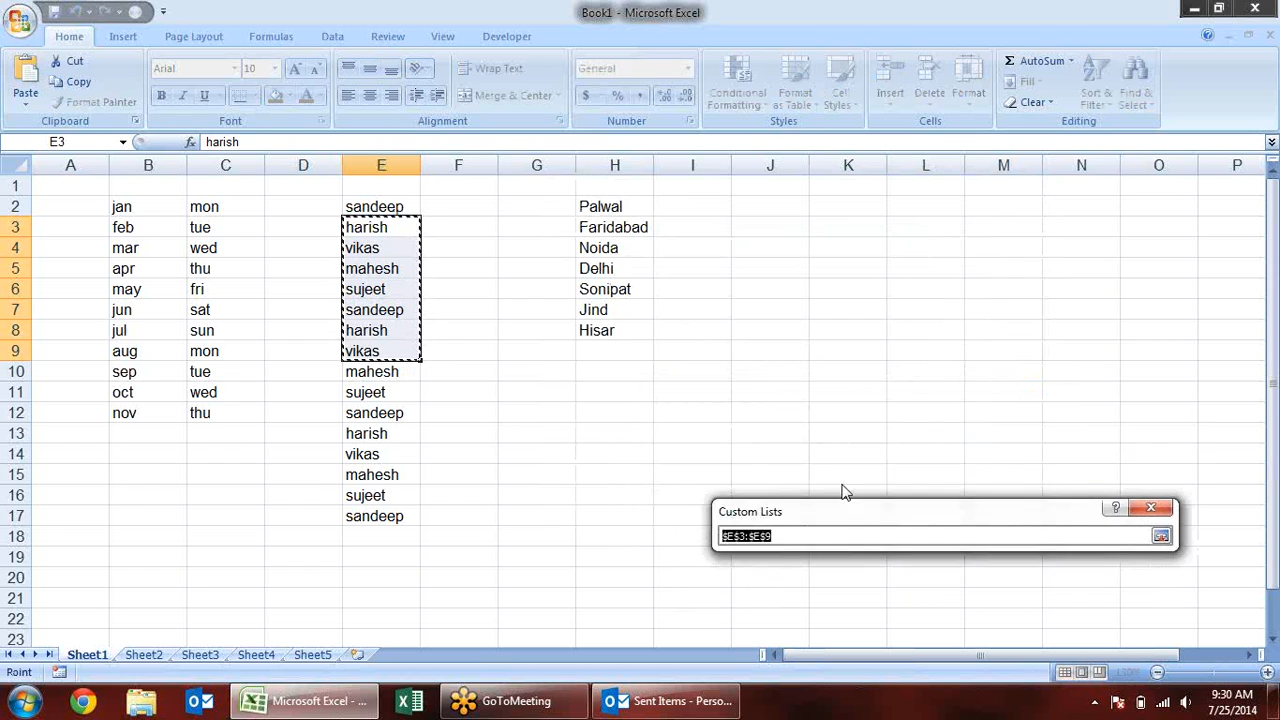 Book1 - Microsoft Excel
Home Insert Page Layout Formulas Data Review View Developer
Paste Cut Copy Format Painter
Arial 10
Wrap Text Merge & Center
General
$ % ,
Conditional Formatting Format as Table Cell Styles
Insert Delete Format
Σ AutoSum Fill Clear Sort & Filter Find & Select
Clipboard Font Alignment Number Styles Cells Editing
E3 fx harish
A B C D E F G H I J K L M N O P
1
2 jan mon sandeep Palwal
3 feb tue harish Faridabad
4 mar wed vikas Noida
5 apr thu mahesh Delhi
6 may fri sujeet Sonipat
7 jun sat sandeep Jind
8 jul sun harish Hisar
9 aug mon vikas
10 sep tue mahesh
11 oct wed sujeet
12 nov thu sandeep
13 harish
14 vikas
15 mahesh
16 sujeet
17 sandeep
18
19
20
21
22
23
Custom Lists
$E$3:$E$9
Sheet1 Sheet2 Sheet3 Sheet4 Sheet5
Point
Microsoft Excel - ... GoToMeeting Sent Items - Perso...
9:30 AM
7/25/2014